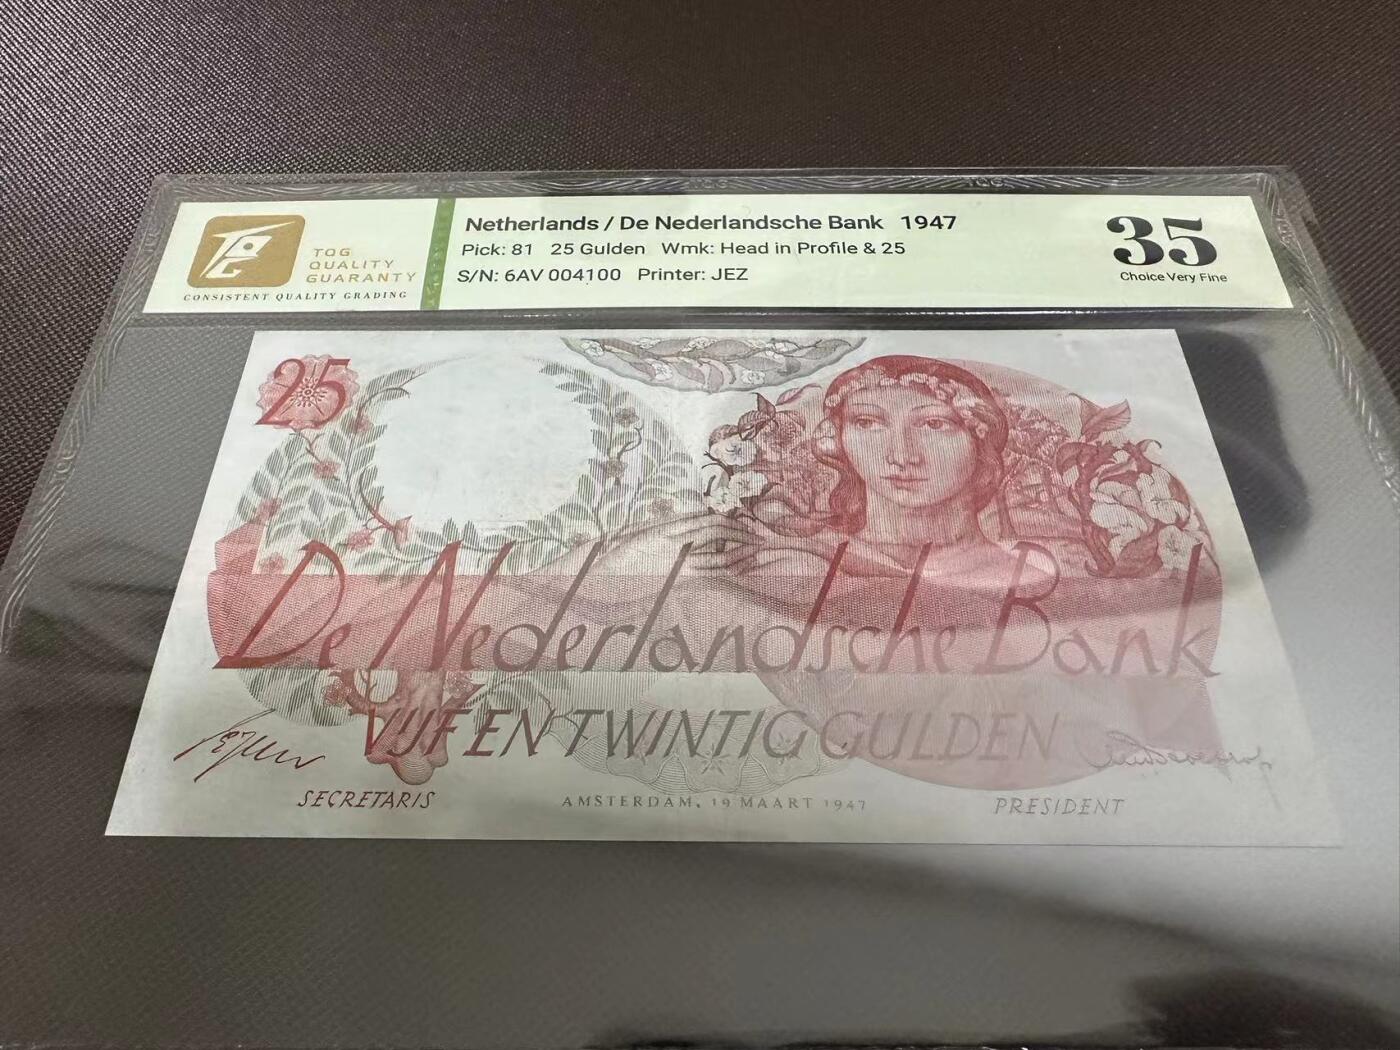 TQG
QUALITY
GUARANTY
CONSISTENT QUALITY GRADING
Netherlands / De Nederlandsche Bank 1947
Pick: 81 25 Gulden Wmk: Head in Profile & 25
S/N: 6AV 004100 Printer: JEZ
35
Choice Very Fine
25
De Nederlandsche Bank
VIJF EN TWINTIG GULDEN
SECRETARIS
AMSTERDAM, 19 MAART 1947
PRESIDENT